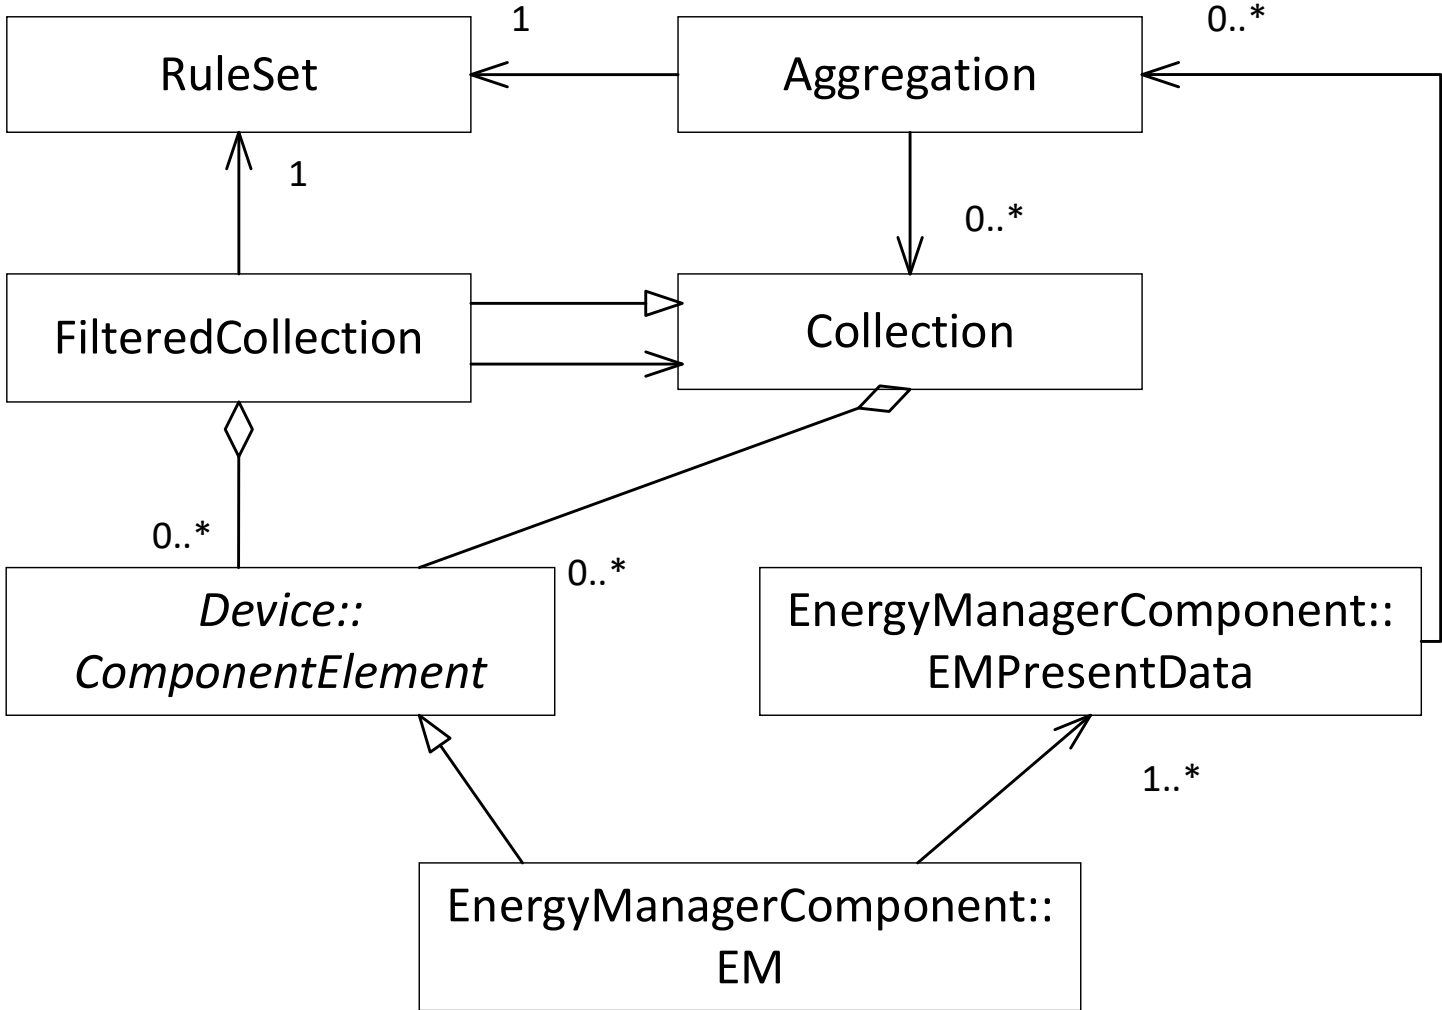 1
0..*
RuleSet
Aggregation
1
0..*
FilteredCollection
Collection
0..*
0..*
Device::
ComponentElement
EnergyManagerComponent::
EMPresentData
1..*
EnergyManagerComponent::
EM